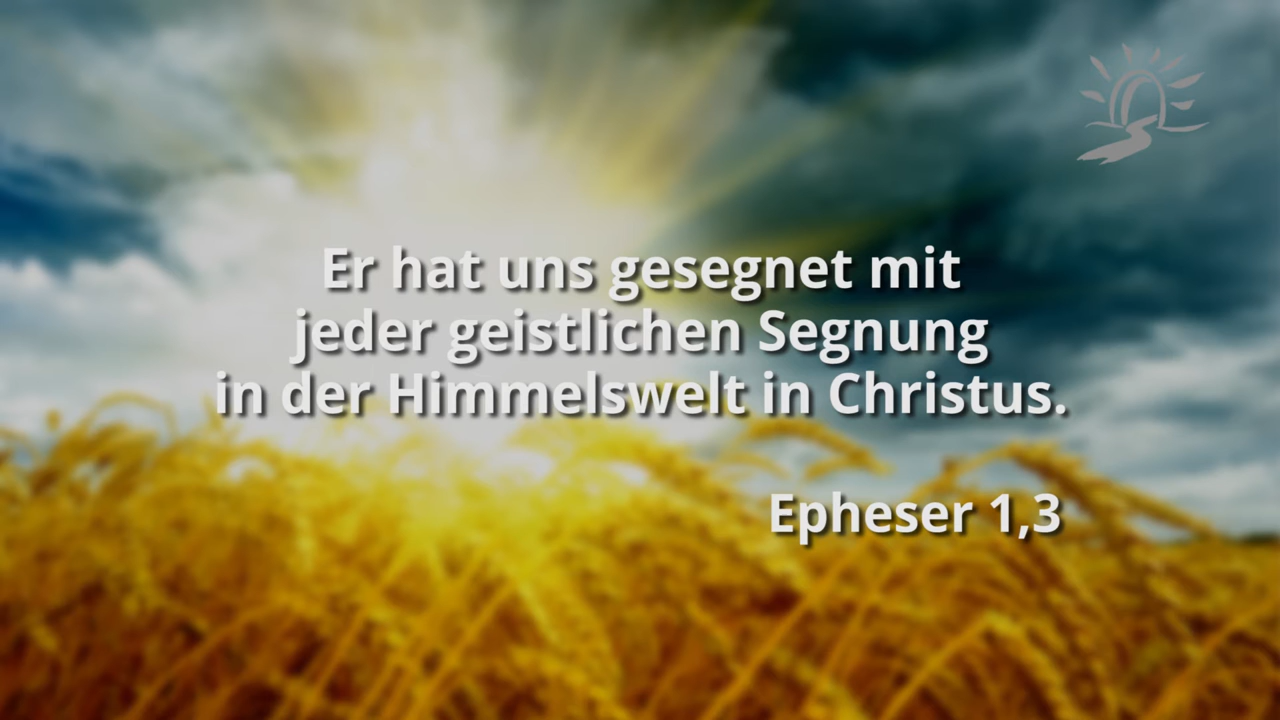 Er hat uns gesegnet mit
jeder geistlichen Segnung
in der Himmelswelt in Christus.
Epheser 1,3